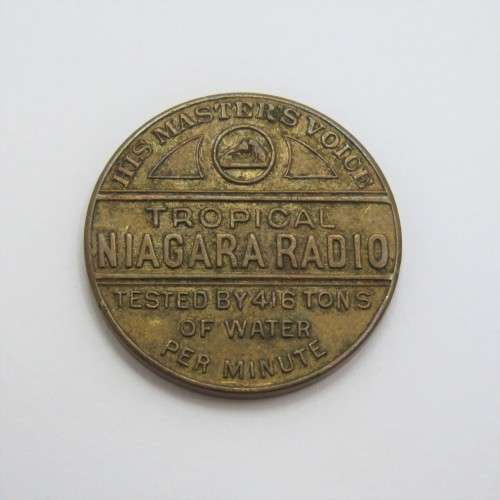 HIS MASTER'S VOICE
TROPICAL
NIAGARA RADIO
TESTED BY 416 TONS
OF WATER
PER MINUTE